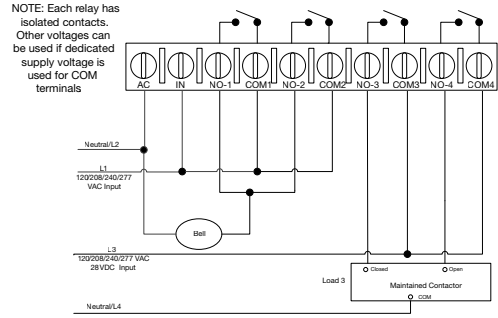 NOTE: Each relay has
isolated contacts.
Other voltages can
be used if dedicated
supply voltage is
used for COM
terminals
AC IN NO-1 COM1 NO-2 COM2 NO-3 COM3 NO-4 COM4
Neutral/L2
L1
120/208/240/277
VAC Input
Bell
L3
120/208/240/277 VAC
28VDC Input
Load 3
Closed
Open
Maintained Contactor
COM
Neutral/L4